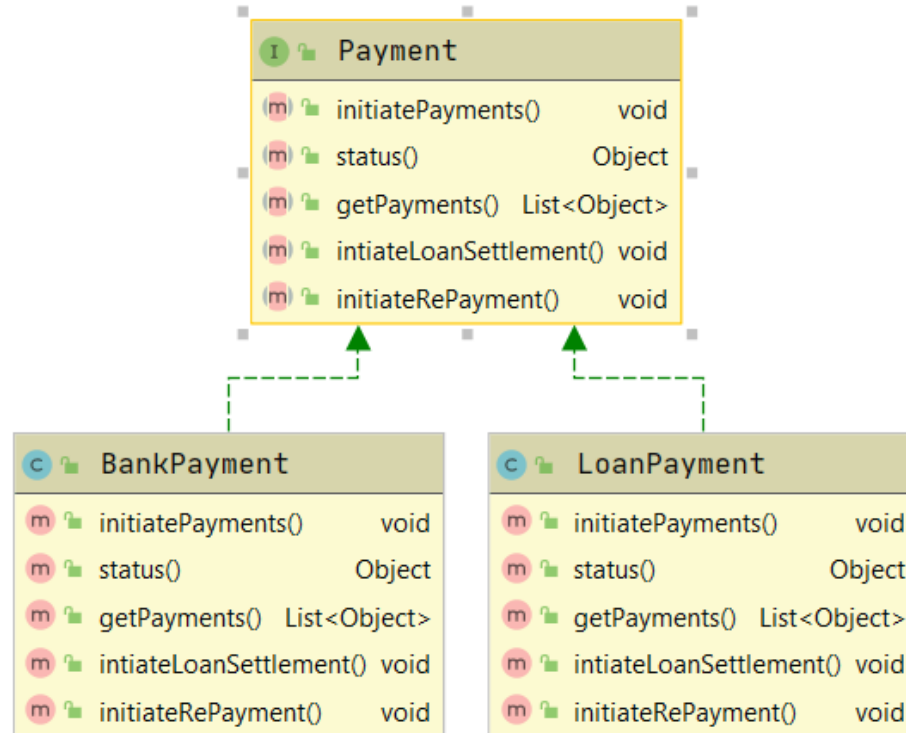 I Payment
m initiatePayments() void
m status() Object
m getPayments() List<Object>
m intiateLoanSettlement() void
m initiateRePayment() void
C BankPayment
m initiatePayments() void
m status() Object
m getPayments() List<Object>
m intiateLoanSettlement() void
m initiateRePayment() void
C LoanPayment
m initiatePayments() void
m status() Object
m getPayments() List<Object>
m intiateLoanSettlement() void
m initiateRePayment() void